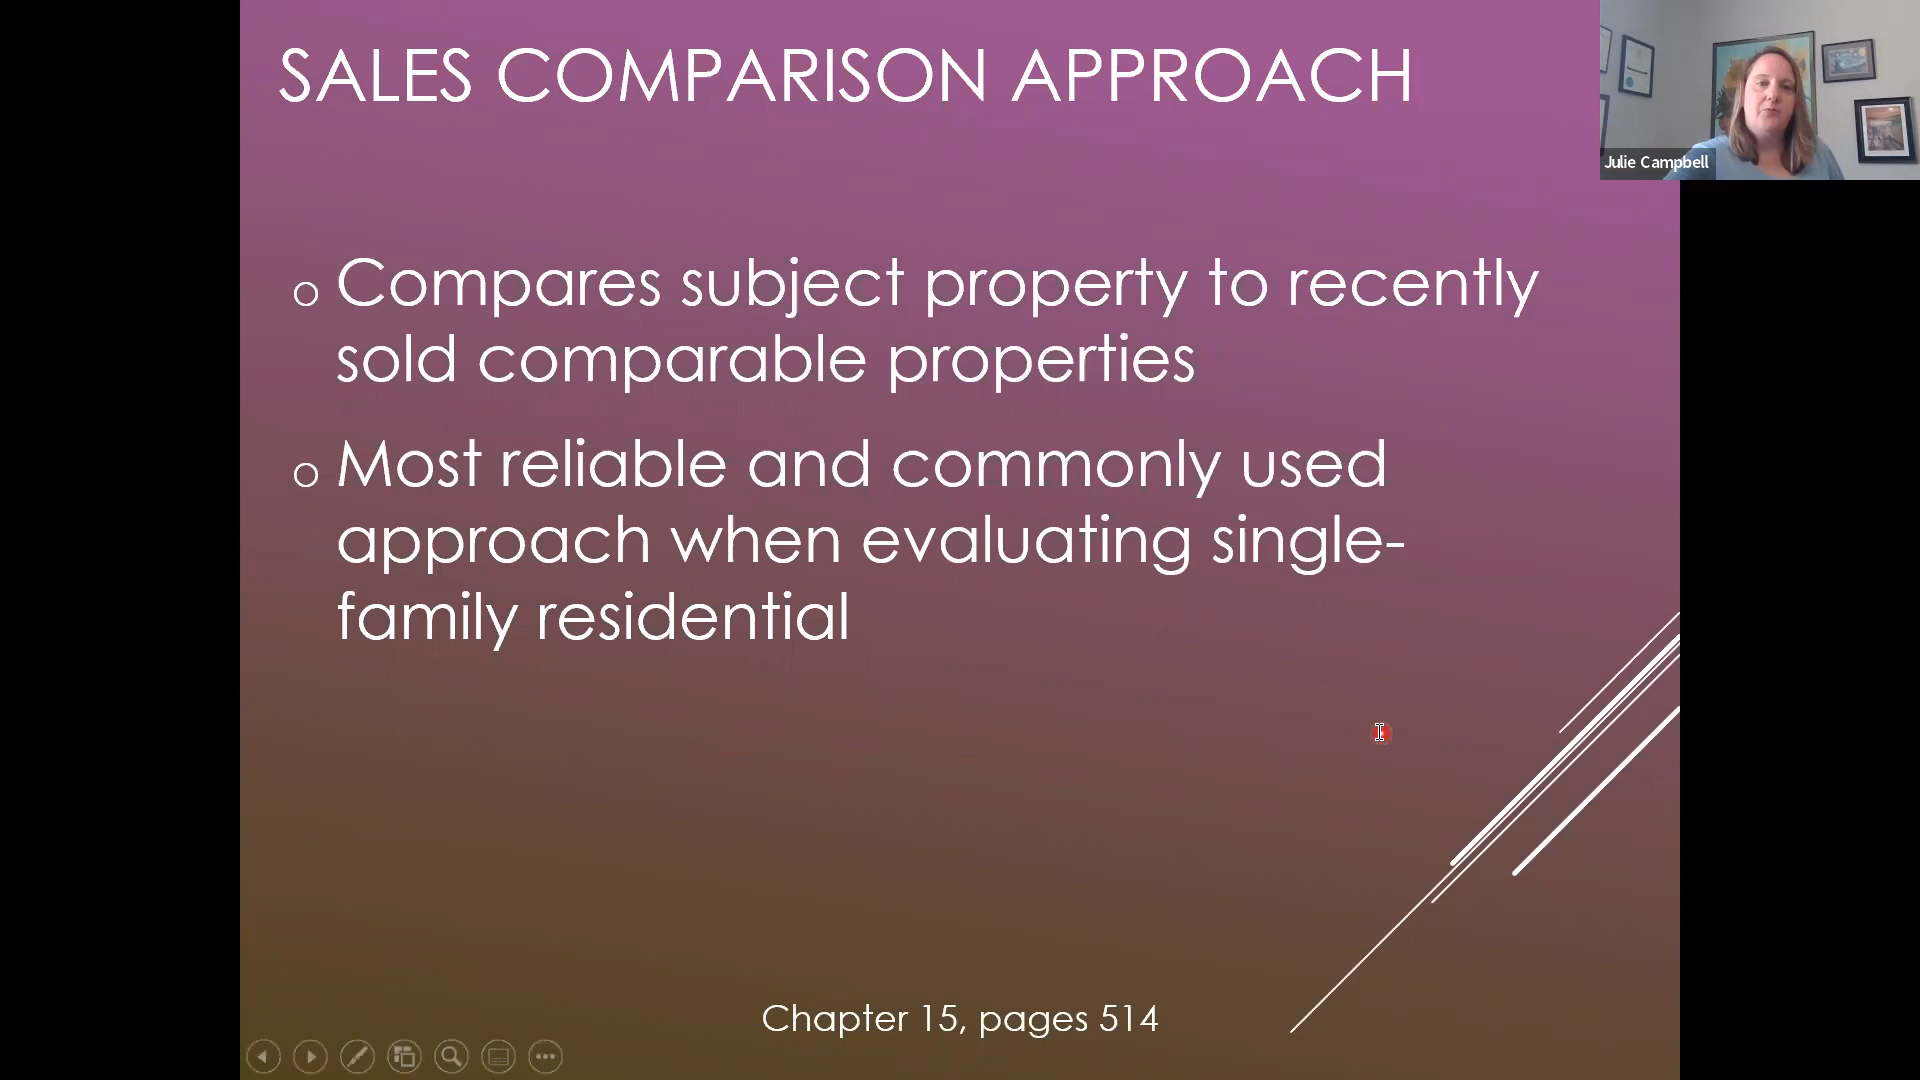 SALES COMPARISON APPROACH
Julie Campbell
o Compares subject property to recently
sold comparable properties
o Most reliable and commonly used
approach when evaluating single-
family residential
Chapter 15, pages 514